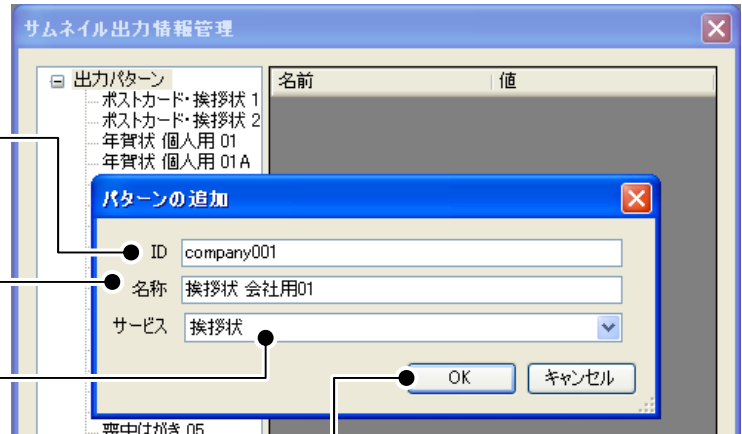 サムネイル出力情報管理
出力パターン
名前
値
ポストカード・挨拶状 1
ポストカード・挨拶状 2
年賀状 個人用 01
年賀状 個人用 01A
パターンの追加
ID
company001
名称
挨拶状 会社用01
サービス
挨拶状
OK
キャンセル
喪中はがき 05